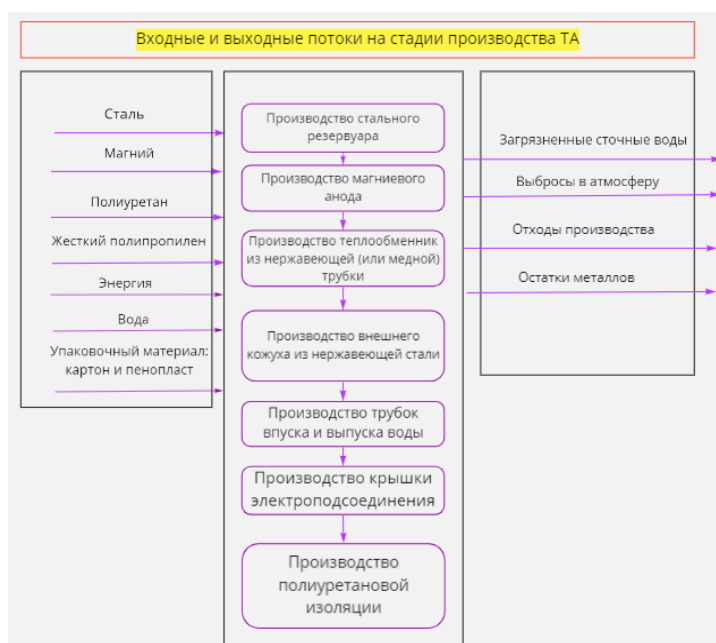 Входные и выходные потоки на стадии производства ТА
Сталь
Магний
Полиуретан
Жесткий полипропилен
Энергия
Вода
Упаковочный материал:
картон и пенопласт
Производство стального
резервуара
Производство магниевого
анода
Производство теплообменник
из нержавеющей (или медной)
трубки
Производство внешнего
кожуха из нержавеющей стали
Производство трубок
впуска и выпуска воды
Производство крышки
электроподсоединения
Производство
полиуретановой
изоляции
Загрязненные сточные воды
Выбросы в атмосферу
Отходы производства
Остатки металлов